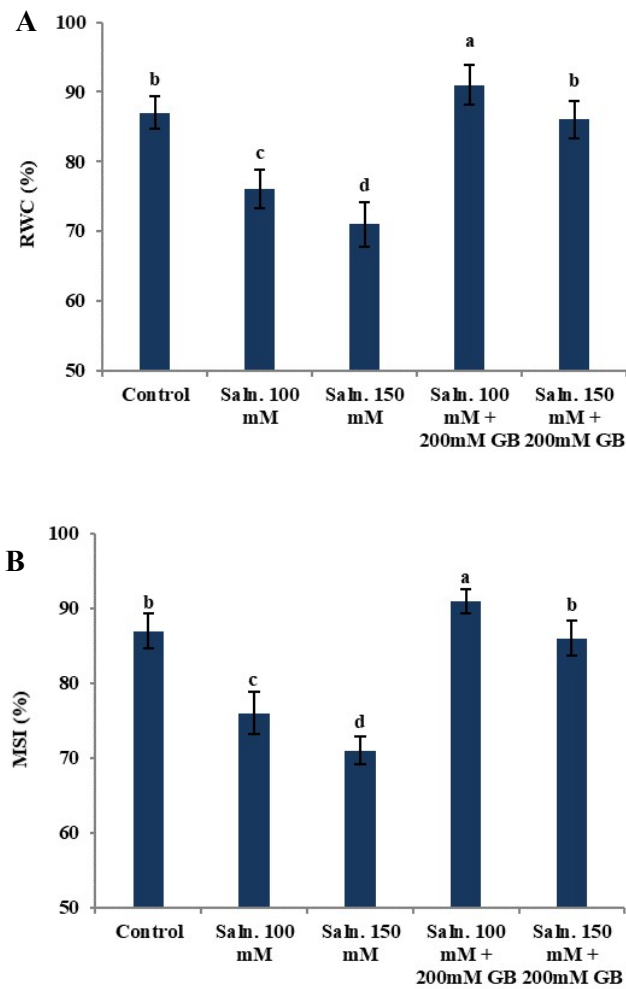 A
100
a
b
b
90
c
80
d
RWC (%)
70
60
50
Control
Saln. 100
mM
Saln. 150
mM
Saln. 100
mM +
200mM GB
Saln. 150
mM +
200mM GB
B
100
a
b
b
90
c
80
d
MSI (%)
70
60
50
Control
Saln. 100
mM
Saln. 150
mM
Saln. 100
mM +
200mM GB
Saln. 150
mM +
200mM GB